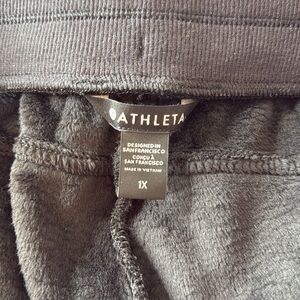 ATHLETA
DESIGNED IN
SAN FRANCISCO
CONÇU À
SAN FRANCISCO
MADE IN VIETNAM
1X